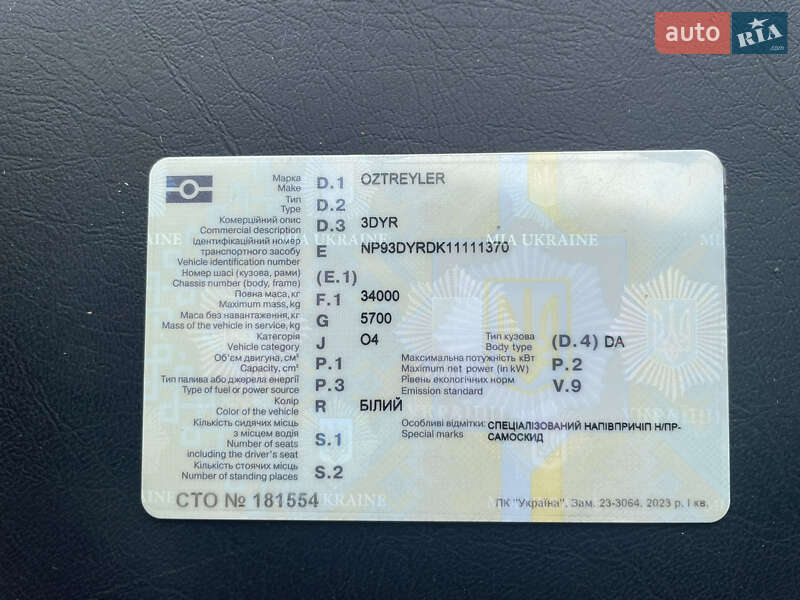 auto RIA.com
Марка
Make D.1 OZTREYLER
Тип
Type D.2
Комерційний опис
Commercial description D.3 3DYR
MIA UKRAINE
Ідентифікаційний номер
транспортного засобу
Vehicle identification number E NP93DYRDK11111370
Номер шасі (кузова, рами)
Chassis number (body, frame) (E.1)
Повна маса, кг
Maximum mass, kg F.1 34000
Маса без навантаження, кг
Mass of the vehicle in service, kg G 5700
Категорія
Vehicle category J O4
Тип кузова
Body type (D.4) DA
Об'єм двигуна, см³
Capacity, cm³ P.1
Максимальна потужність кВт
Maximum net power (in kW) P.2
Тип палива або джерела енергії
Type of fuel or power source P.3
Рівень екологічних норм
Emission standard V.9
Колір
Color of the vehicle R БІЛИЙ
Кількість сидячих місць
з місцем водія
Number of seats
including the driver's seat S.1
Особливі відмітки:
Special marks СПЕЦІАЛІЗОВАНИЙ НАПІВПРИЧІП Н/ПР-
САМОСКИД
Кількість стоячих місць
Number of standing places S.2
СТО № 181554
MIA UKRAINE
ПК "Україна". Зам. 23-3064. 2023 р. I кв.